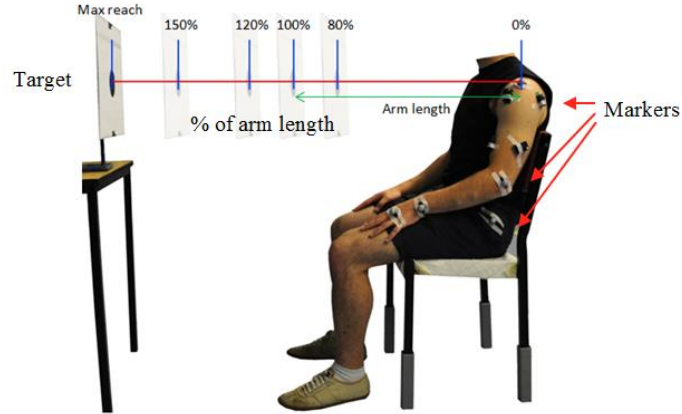 Max reach
150%
120%
100%
80%
0%
Target
Arm length
Markers
% of arm length